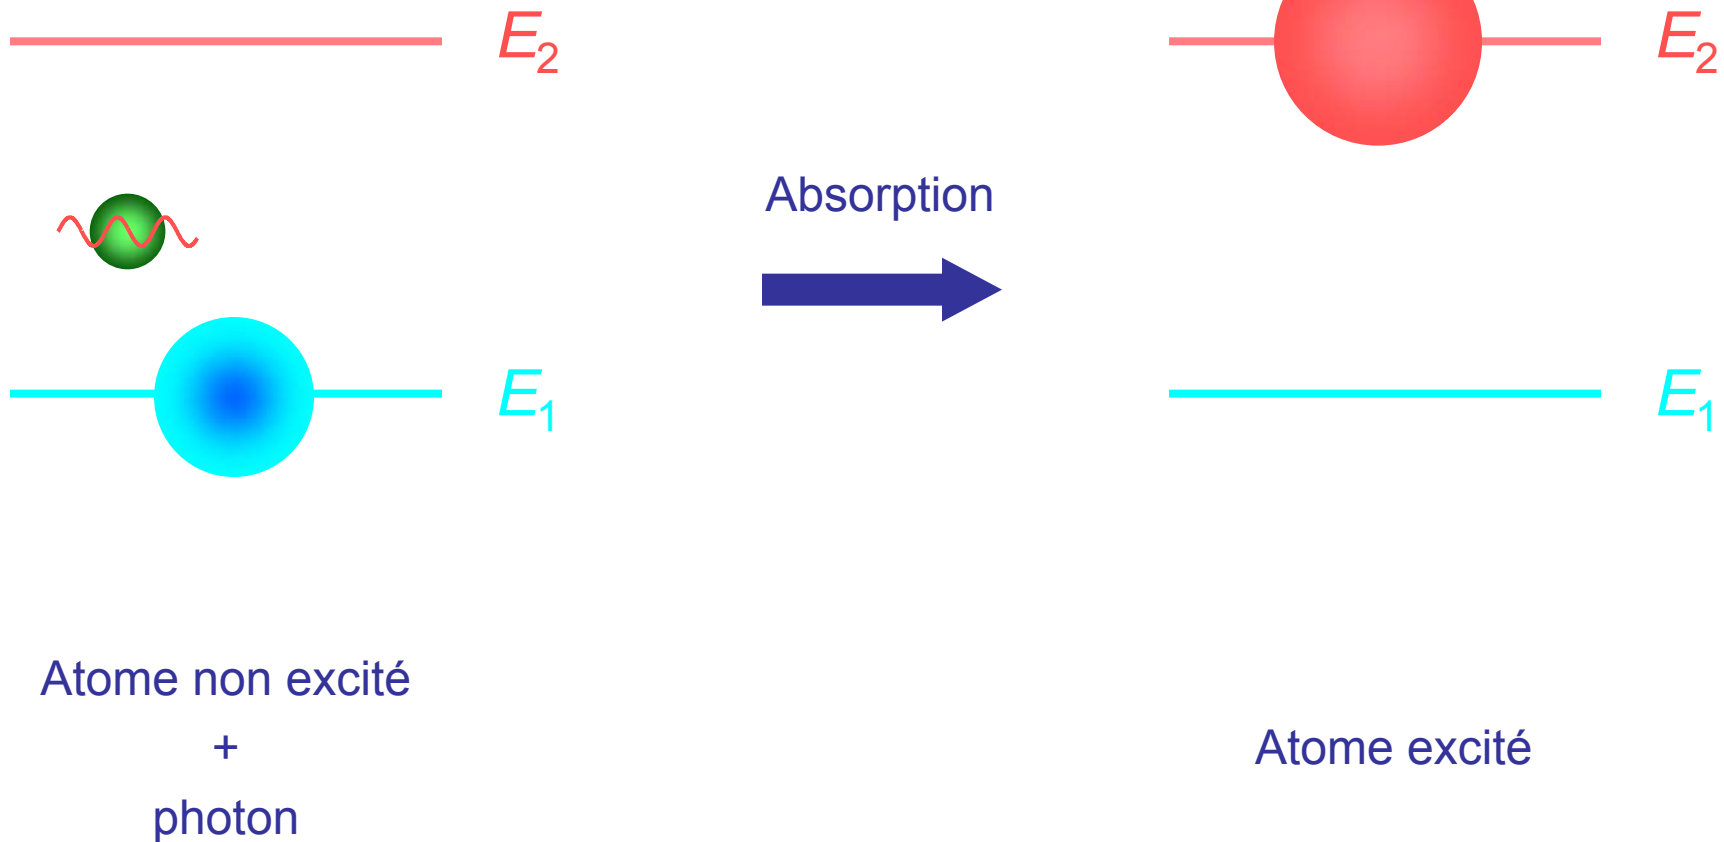 E2
E2
Absorption
E1
E1
Atome non excité
+
photon
Atome excité